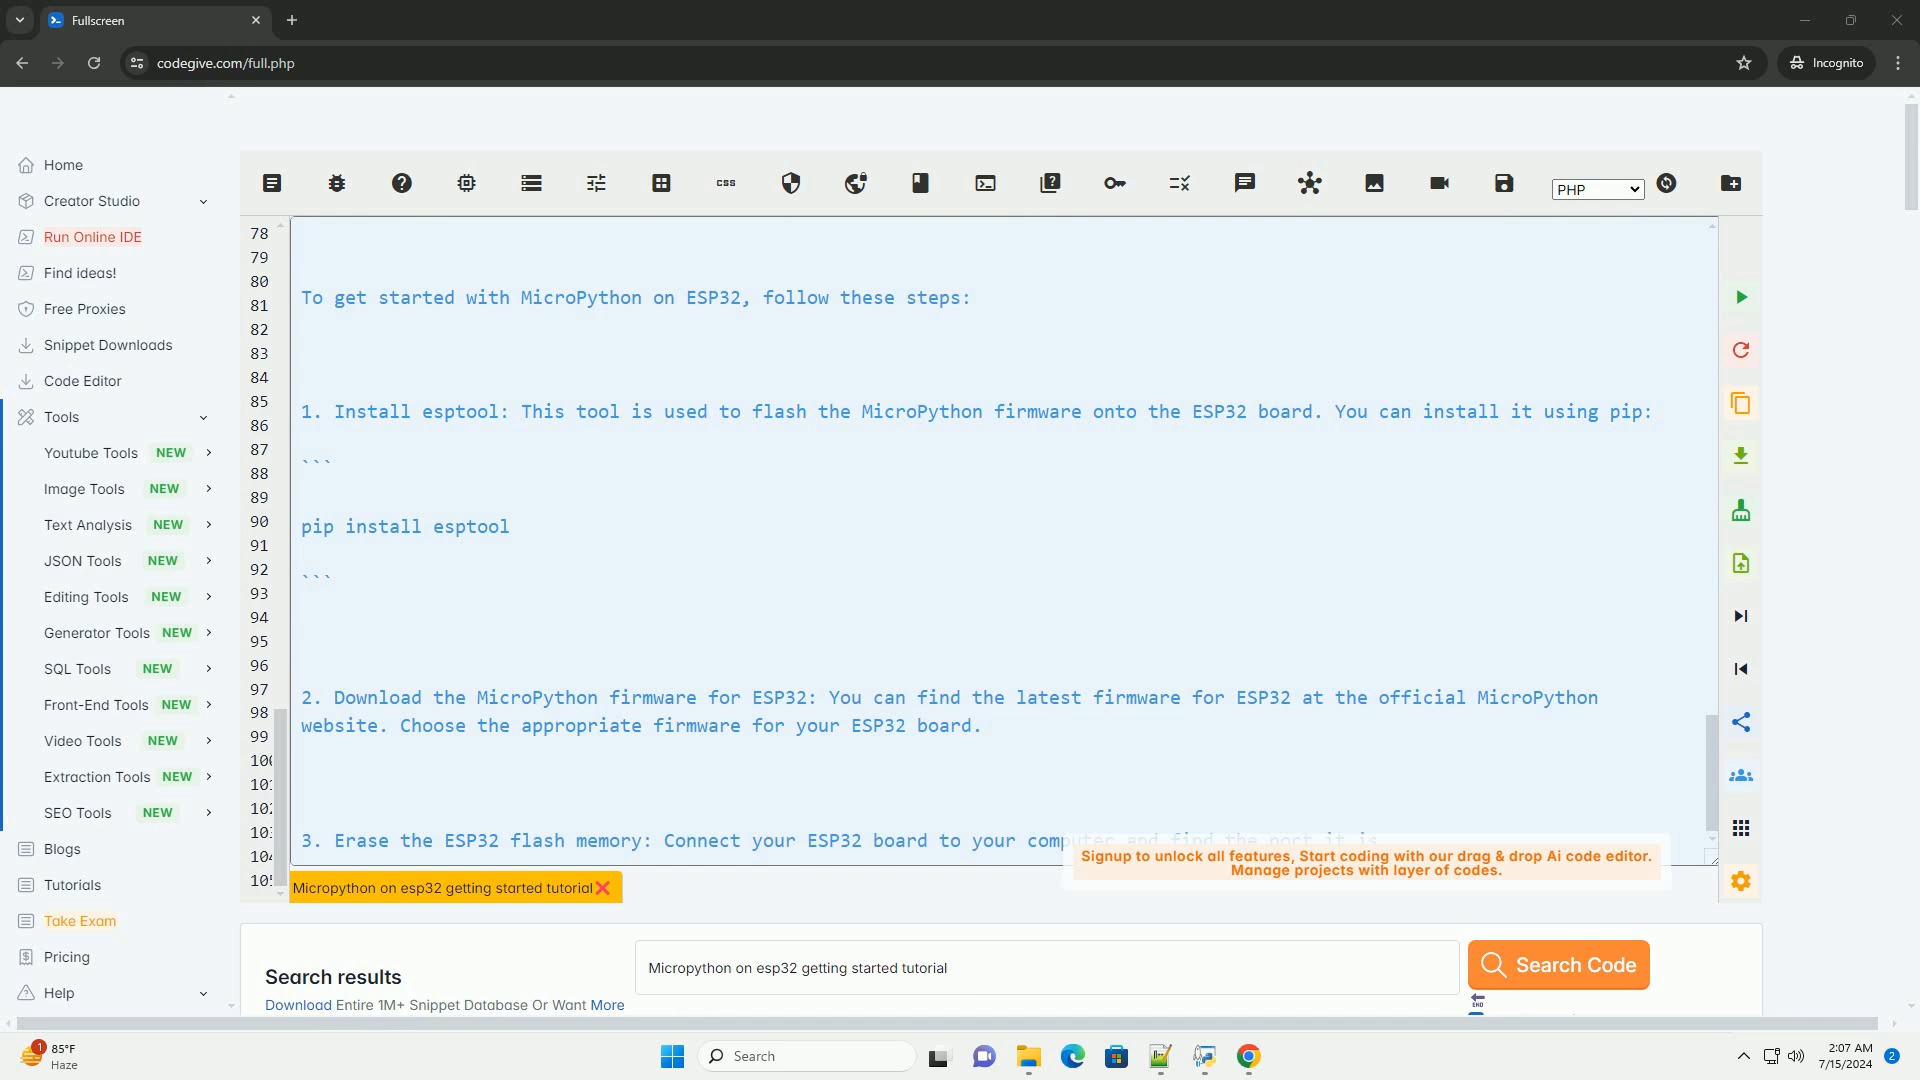 Fullscreen
codegive.com/full.php
Incognito
Home
Creator Studio
Run Online IDE
Find ideas!
Free Proxies
Snippet Downloads
Code Editor
Tools
Youtube Tools NEW
Image Tools NEW
Text Analysis NEW
JSON Tools NEW
Editing Tools NEW
Generator Tools NEW
SQL Tools NEW
Front-End Tools NEW
Video Tools NEW
Extraction Tools NEW
SEO Tools NEW
Blogs
Tutorials
Take Exam
Pricing
Help
CSS
PHP
78
79
80
81
82
83
84
85
86
87
88
89
90
91
92
93
94
95
96
97
98
99
To get started with MicroPython on ESP32, follow these steps:
1. Install esptool: This tool is used to flash the MicroPython firmware onto the ESP32 board. You can install it using pip:
```
pip install esptool
```
2. Download the MicroPython firmware for ESP32: You can find the latest firmware for ESP32 at the official MicroPython
website. Choose the appropriate firmware for your ESP32 board.
3. Erase the ESP32 flash memory: Connect your ESP32 board to your computer and find the port it is
Signup to unlock all features, Start coding with our drag & drop Ai code editor.
Manage projects with layer of codes.
Micropython on esp32 getting started tutorial
Search results
Download Entire 1M+ Snippet Database Or Want More
Micropython on esp32 getting started tutorial
Search Code
END
1
85°F
Haze
Search
2:07 AM
7/15/2024
2